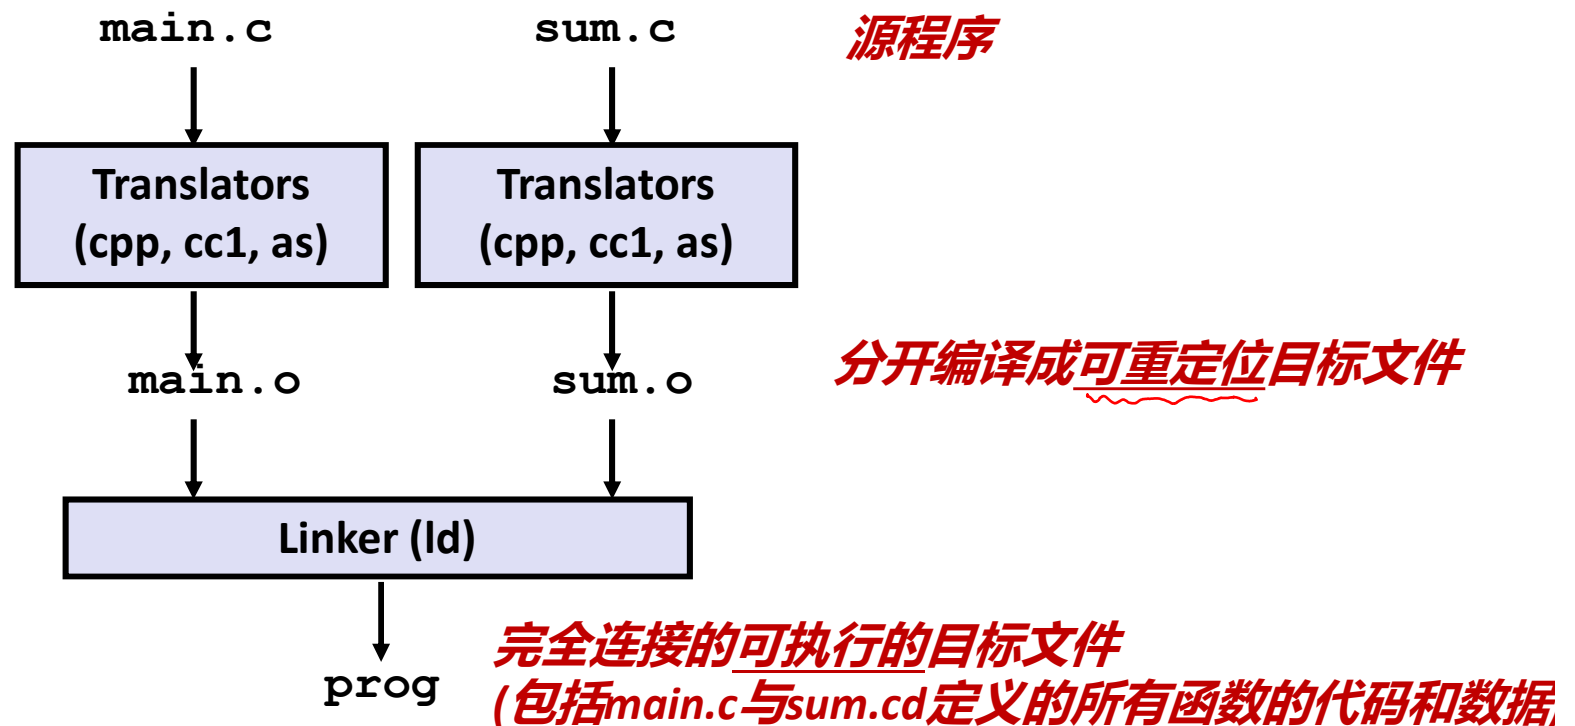 main.c
sum.c
源程序
Translators
(cpp, cc1, as)
Translators
(cpp, cc1, as)
main.o
sum.o
分开编译成可重定位目标文件
Linker (ld)
完全连接的可执行的目标文件
prog
(包括main.c与sum.cd定义的所有函数的代码和数据